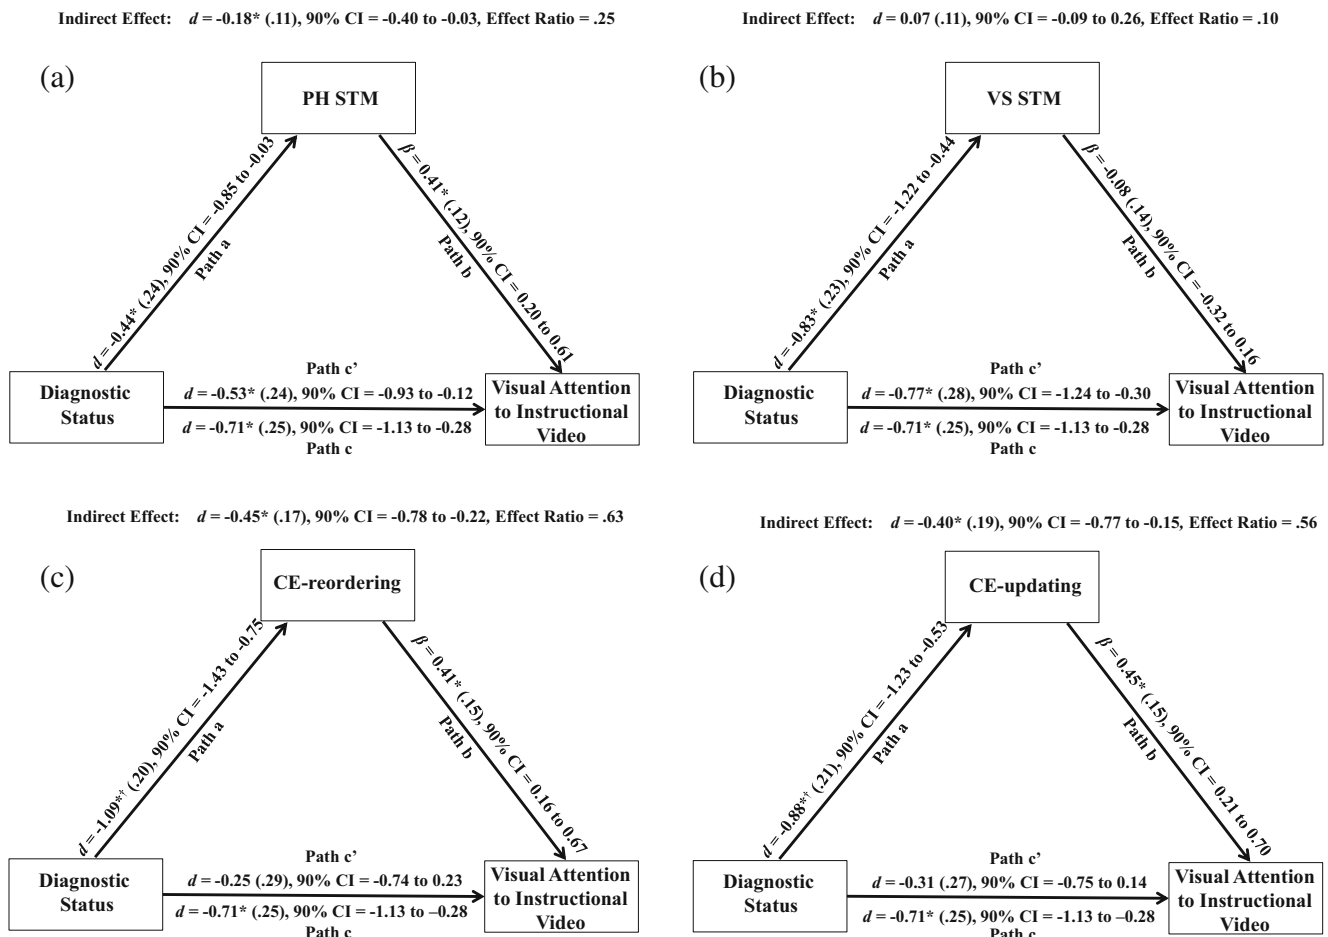 Indirect Effect: d = -0.18* (.11), 90% CI = -0.40 to -0.03, Effect Ratio = .25
(a)
PH STM
d = -0.44* (.24), 90% CI = -0.85 to -0.03
Path a
β = 0.41* (.12), 90% CI = 0.20 to 0.61
Path b
Diagnostic
Status
Path c’
d = -0.53* (.24), 90% CI = -0.93 to -0.12
d = -0.71* (.25), 90% CI = -1.13 to -0.28
Path c
Visual Attention
to Instructional
Video
Indirect Effect: d = 0.07 (.11), 90% CI = -0.09 to 0.26, Effect Ratio = .10
(b)
VS STM
d = -0.83* (.23), 90% CI = -1.22 to -0.44
Path a
β = -0.08 (.14), 90% CI = -0.32 to 0.16
Path b
Diagnostic
Status
Path c’
d = -0.77* (.28), 90% CI = -1.24 to -0.30
d = -0.71* (.25), 90% CI = -1.13 to -0.28
Path c
Visual Attention
to Instructional
Video
Indirect Effect: d = -0.45* (.17), 90% CI = -0.78 to -0.22, Effect Ratio = .63
(c)
CE-reordering
d = -1.09*† (.20), 90% CI = -1.43 to -0.75
Path a
β = 0.41* (.15), 90% CI = 0.16 to 0.67
Path b
Diagnostic
Status
Path c’
d = -0.25 (.29), 90% CI = -0.74 to 0.23
d = -0.71* (.25), 90% CI = -1.13 to –0.28
Path c
Visual Attention
to Instructional
Video
Indirect Effect: d = -0.40* (.19), 90% CI = -0.77 to -0.15, Effect Ratio = .56
(d)
CE-updating
d = -0.88*† (.21), 90% CI = -1.23 to -0.53
Path a
β = 0.45* (.15), 90% CI = 0.21 to 0.70
Path b
Diagnostic
Status
Path c’
d = -0.31 (.27), 90% CI = -0.75 to 0.14
d = -0.71* (.25), 90% CI = -1.13 to –0.28
Path c
Visual Attention
to Instructional
Video